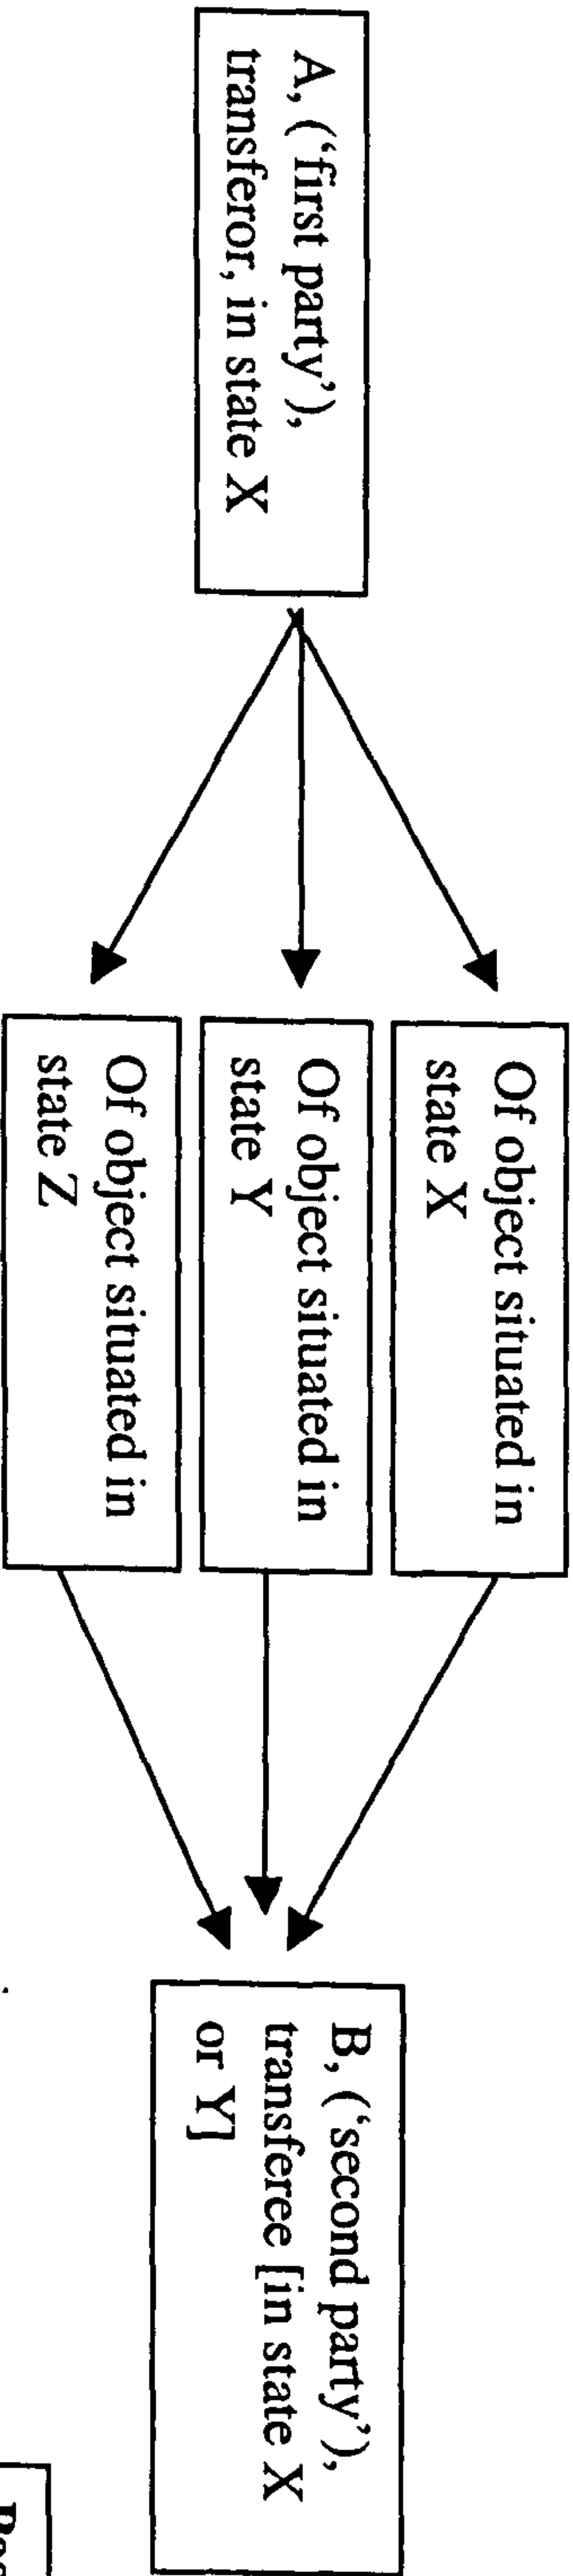 A, (‘first party’),
transferor, in state X
Of object situated in
state X
Of object situated in
state Y
Of object situated in
state Z
B, (‘second party’),
transferee [in state X
or Y]